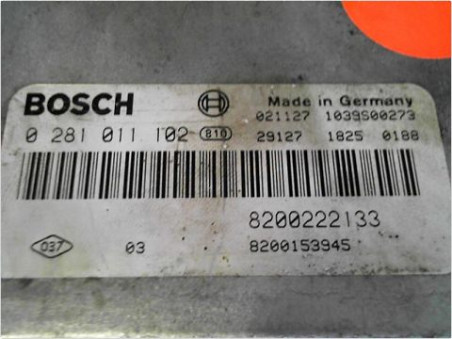 BOSCH Made in Germany
021127 1039S00273
0 281 011 102 810 29127 1825 0188
8200222133
037 03 8200153945